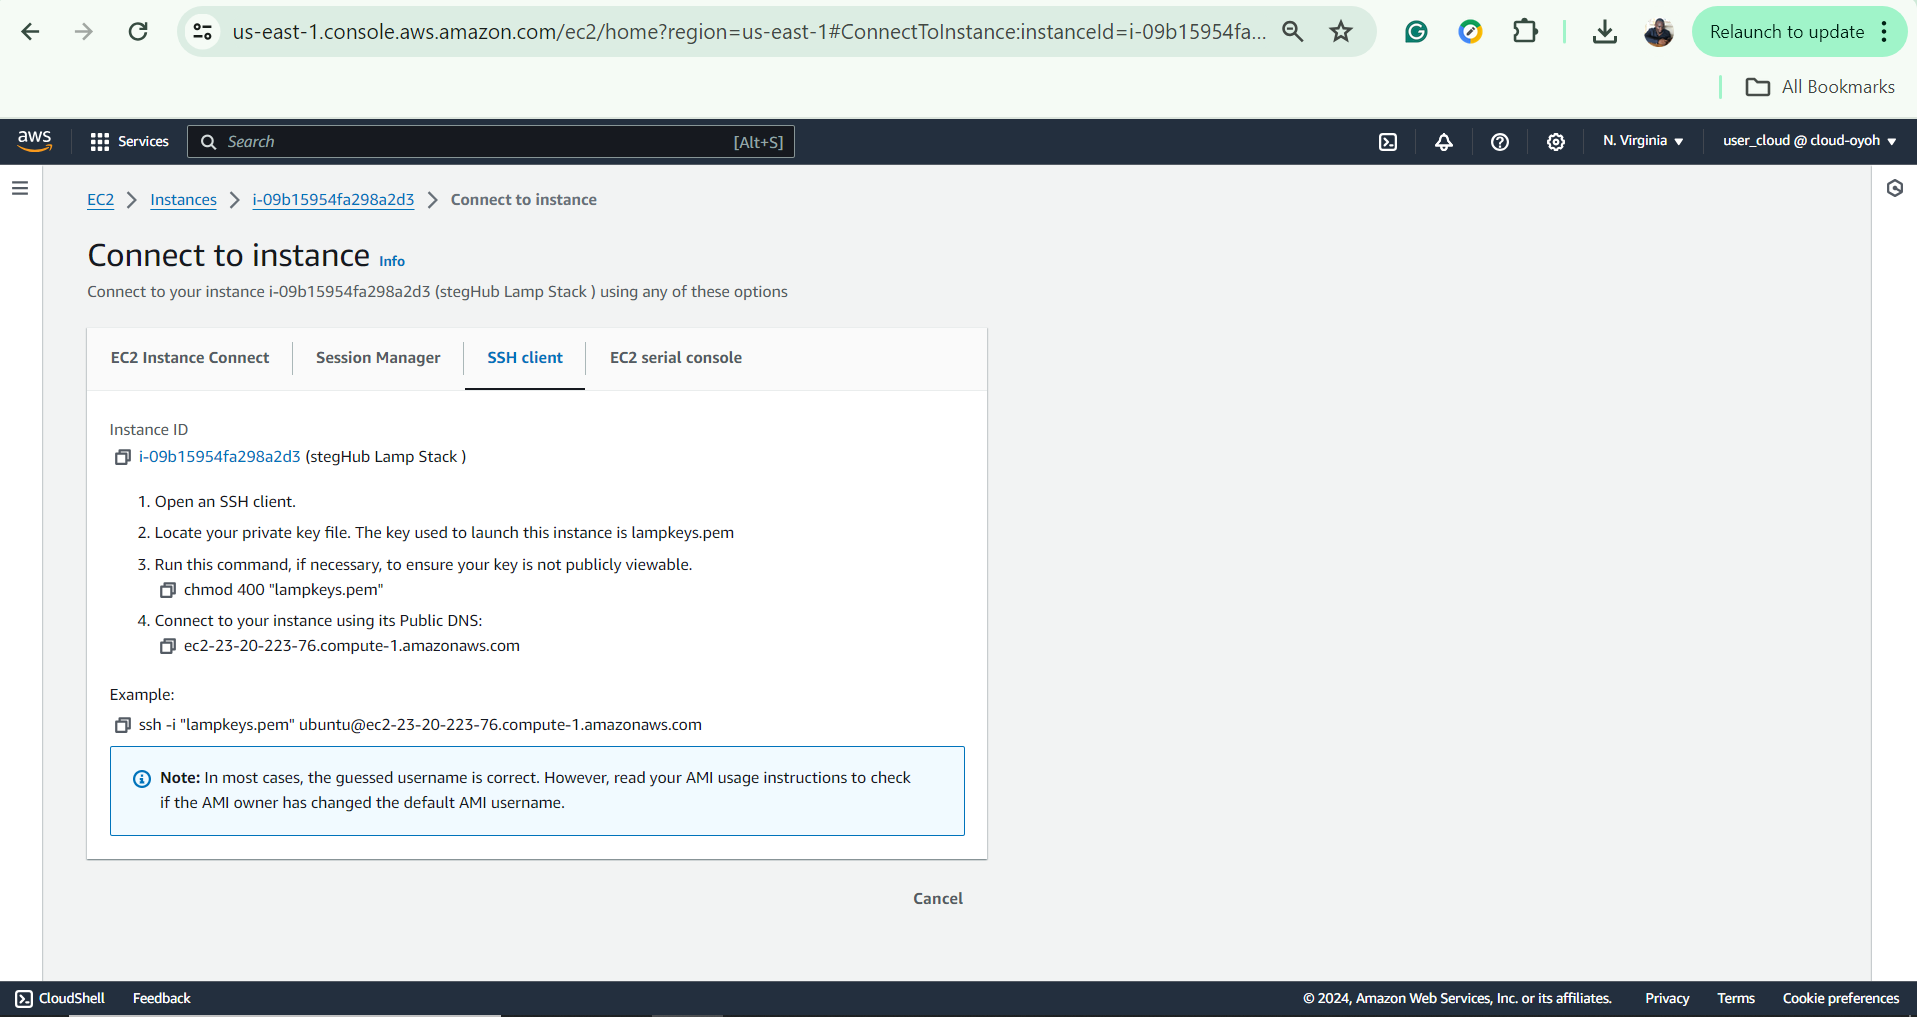 us-east-1.console.aws.amazon.com/ec2/home?region=us-east-1#ConnectToInstance:instanceId=i-09b15954fa...
Relaunch to update
All Bookmarks
aws
Services
Search
[Alt+S]
N. Virginia
user_cloud @ cloud-oyoh
EC2
Instances
i-09b15954fa298a2d3
Connect to instance
Connect to instance Info
Connect to your instance i-09b15954fa298a2d3 (stegHub Lamp Stack ) using any of these options
EC2 Instance Connect
Session Manager
SSH client
EC2 serial console
Instance ID
i-09b15954fa298a2d3 (stegHub Lamp Stack )
1. Open an SSH client.
2. Locate your private key file. The key used to launch this instance is lampkeys.pem
3. Run this command, if necessary, to ensure your key is not publicly viewable.
chmod 400 "lampkeys.pem"
4. Connect to your instance using its Public DNS:
ec2-23-20-223-76.compute-1.amazonaws.com
Example:
ssh -i "lampkeys.pem" ubuntu@ec2-23-20-223-76.compute-1.amazonaws.com
Note: In most cases, the guessed username is correct. However, read your AMI usage instructions to check
if the AMI owner has changed the default AMI username.
Cancel
CloudShell
Feedback
© 2024, Amazon Web Services, Inc. or its affiliates.
Privacy
Terms
Cookie preferences